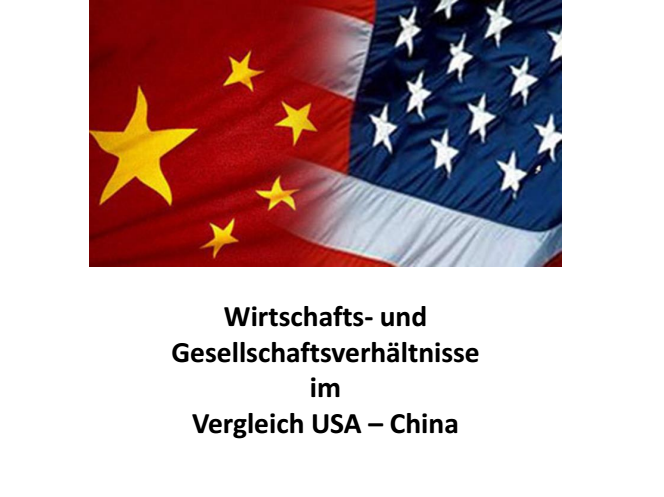 Wirtschafts- und
Gesellschaftsverhältnisse
im
Vergleich USA – China